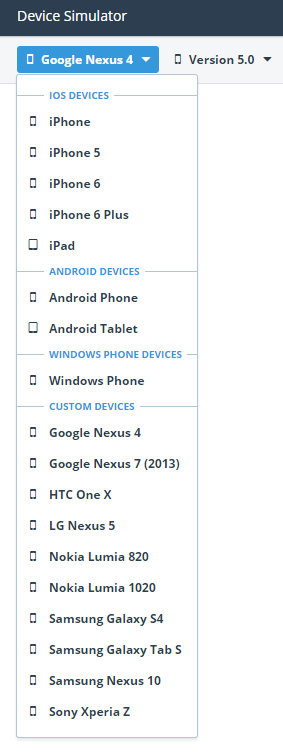 Device Simulator
Google Nexus 4 Version 5.0
IOS DEVICES
iPhone
iPhone 5
iPhone 6
iPhone 6 Plus
iPad
ANDROID DEVICES
Android Phone
Android Tablet
WINDOWS PHONE DEVICES
Windows Phone
CUSTOM DEVICES
Google Nexus 4
Google Nexus 7 (2013)
HTC One X
LG Nexus 5
Nokia Lumia 820
Nokia Lumia 1020
Samsung Galaxy S4
Samsung Galaxy Tab S
Samsung Nexus 10
Sony Xperia Z